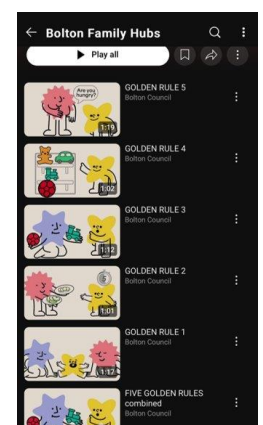 Bolton Family Hubs
Play all
Are you
hungry?
1:19
GOLDEN RULE 5
Bolton Council
1:02
GOLDEN RULE 4
Bolton Council
1:12
GOLDEN RULE 3
Bolton Council
1:01
GOLDEN RULE 2
Bolton Council
1:12
GOLDEN RULE 1
Bolton Council
FIVE GOLDEN RULES
combined
Bolton Council